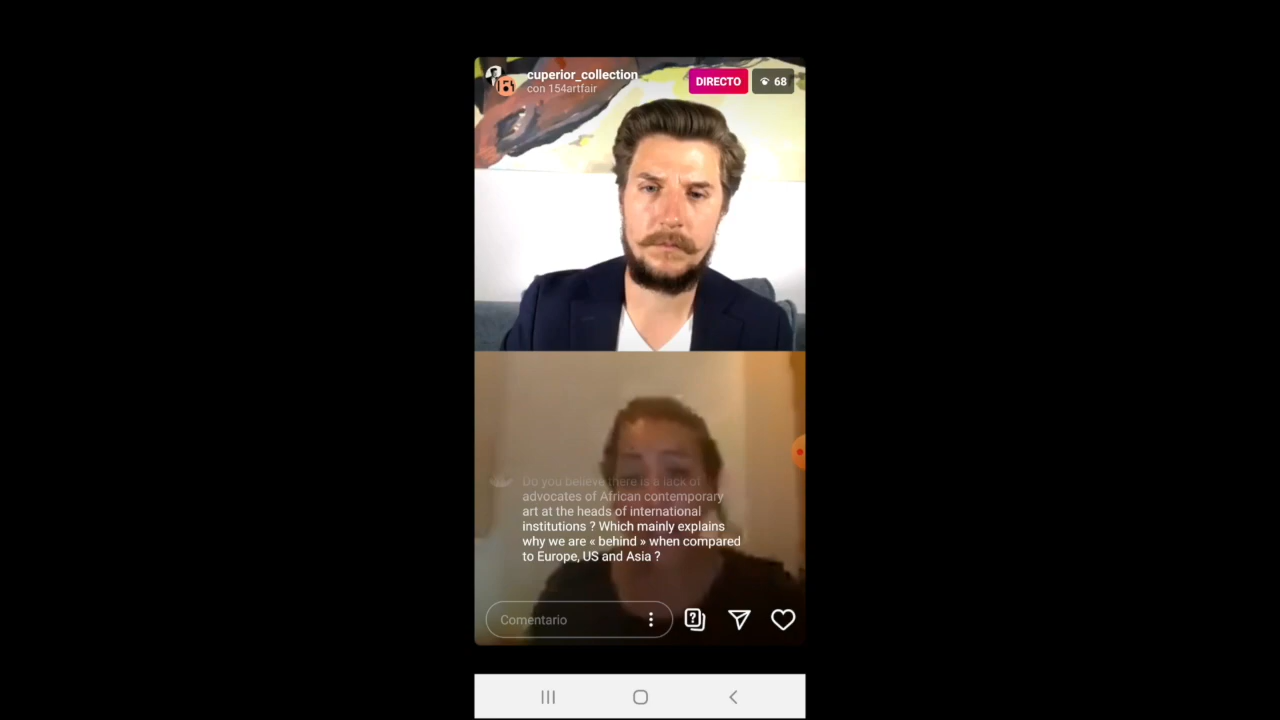 cuperior_collection
con 154artfair
DIRECTO
68
Do you believe there is a lack of
advocates of African contemporary
art at the heads of international
institutions ? Which mainly explains
why we are « behind » when compared
to Europe, US and Asia ?
Comentario